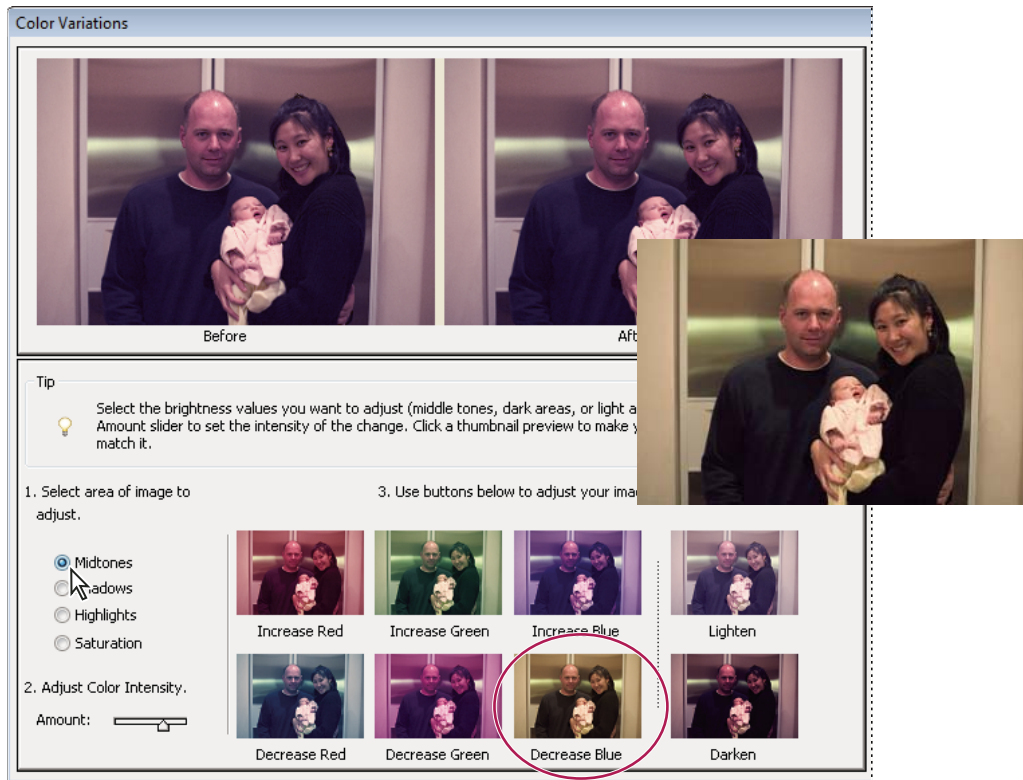 Color Variations
Before
Aft
Tip
Select the brightness values you want to adjust (middle tones, dark areas, or light a
Amount slider to set the intensity of the change. Click a thumbnail preview to make
match it.
1. Select area of image to
adjust.
3. Use buttons below to adjust your
Midtones
Highlights
Saturation
2. Adjust Color Intensity.
Amount:
Increase Red
Increase Green
Increase Blue
Lighten
Decrease Red
Decrease Green
Decrease Blue
Darken